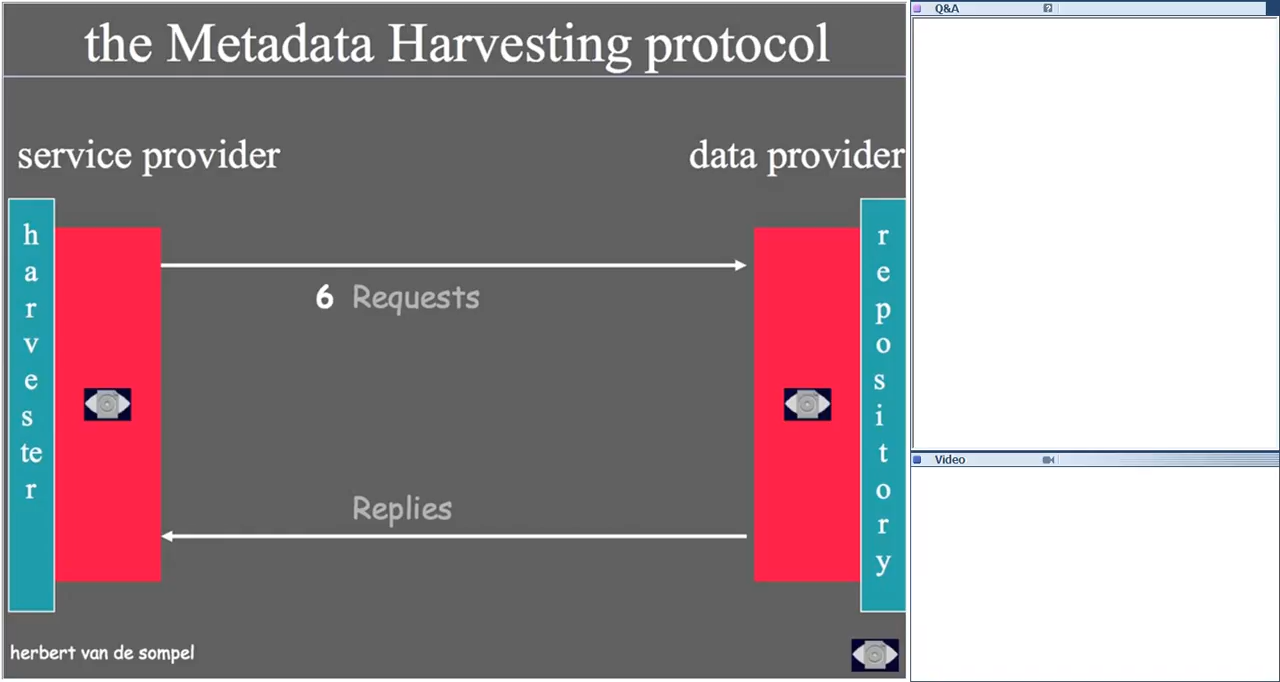 the Metadata Harvesting protocol
service provider
data provider
h
a
r
v
e
s
te
r
6 Requests
Replies
r
e
p
o
s
i
t
o
r
y
herbert van de sompel
Q&A
Video